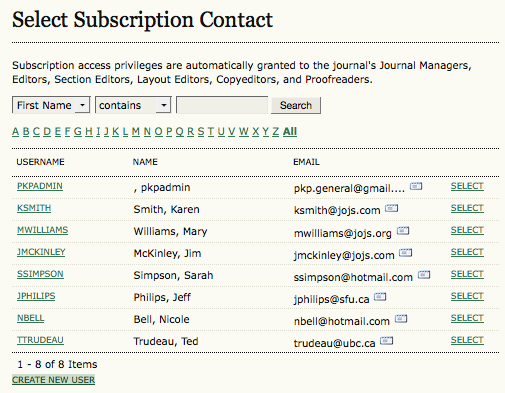 Select Subscription Contact
Subscription access privileges are automatically granted to the journal's Journal Managers,
Editors, Section Editors, Layout Editors, Copyeditors, and Proofreaders.
First Name contains Search
A B C D E F G H I J K L M N O P Q R S T U V W X Y Z All
USERNAME NAME EMAIL
PKPADMIN , pkpadmin pkp.general@gmail.... SELECT
KSMITH Smith, Karen ksmith@jojs.com SELECT
MWILLIAMS Williams, Mary mwilliams@jojs.org SELECT
JMCKINLEY McKinley, Jim jmckinley@jojs.com SELECT
SSIMPSON Simpson, Sarah ssimpson@hotmail.com SELECT
JPHILIPS Philips, Jeff jphilips@sfu.ca SELECT
NBELL Bell, Nicole nbell@hotmail.com SELECT
TTRUDEAU Trudeau, Ted trudeau@ubc.ca SELECT
1 - 8 of 8 Items
CREATE NEW USER